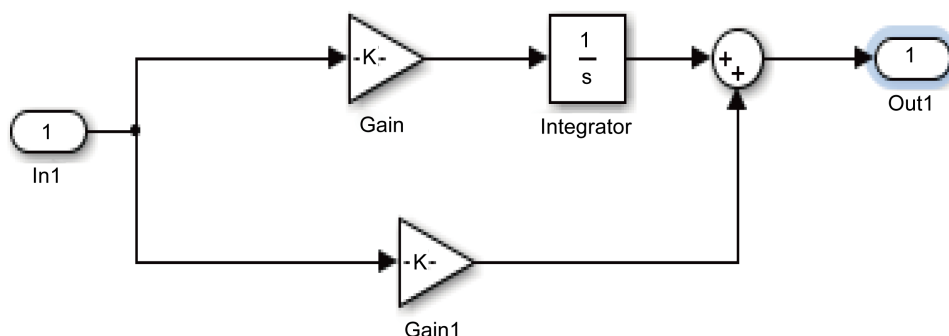 -K-
1
s
+
+
1
Gain
Integrator
Out1
1
In1
-K-
Gain1